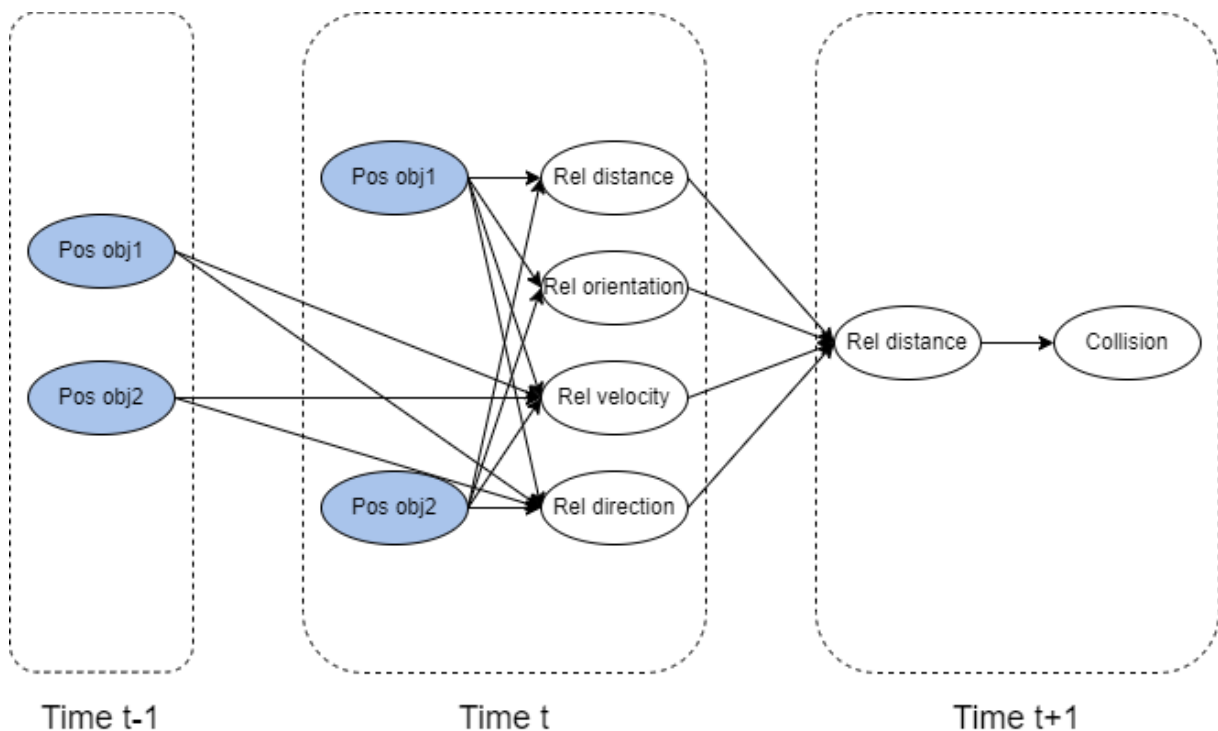 Pos obj1
Pos obj2
Time t-1
Pos obj1
Pos obj2
Rel distance
Rel orientation
Rel velocity
Rel direction
Time t
Rel distance
Collision
Time t+1